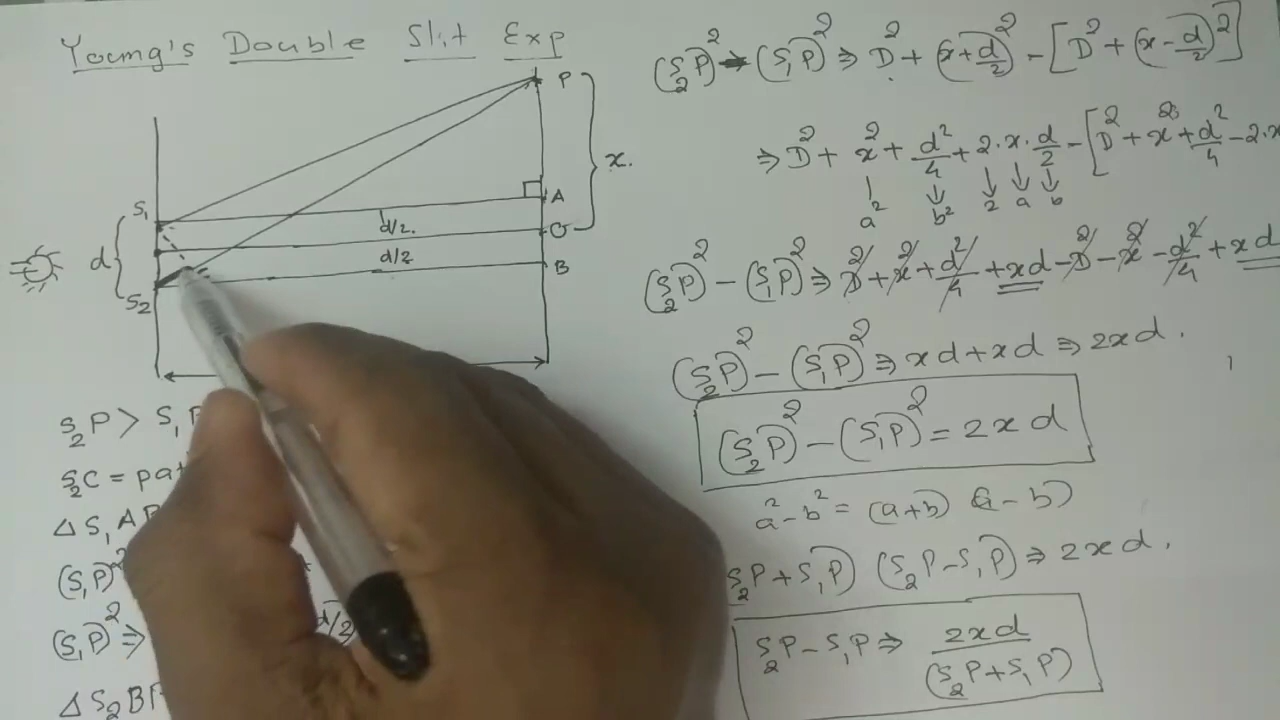 Young's Double Slit Exp
P
x.
S₁
A
d/2.
O
d
d/2
B
S₂
S₂P > S₁P
S₂C = pat
Δ S₁AP
(S₁P)²
(S₁P)² ⇒ d/2)
Δ S₂BP
(S₂P)² - (S₁P)² ⇒ D² + (x+d/2)² - [D² + (x-d/2)²]
⇒ D² + x² + d²/4 + 2·x·d/2 - [D² + x² + d²/4 - 2·x
a² b² 2 a b
(S₂P)² - (S₁P)² ⇒ D² + x² + d²/4 + xd - D² - x² - d²/4 + xd
(S₂P)² - (S₁P)² ⇒ xd + xd ⇒ 2xd.
(S₂P)² - (S₁P)² = 2xd
a² - b² = (a+b) (a-b)
S₂P + S₁P) (S₂P - S₁P) ⇒ 2xd.
S₂P - S₁P ⇒ 2xd/(S₂P + S₁P)